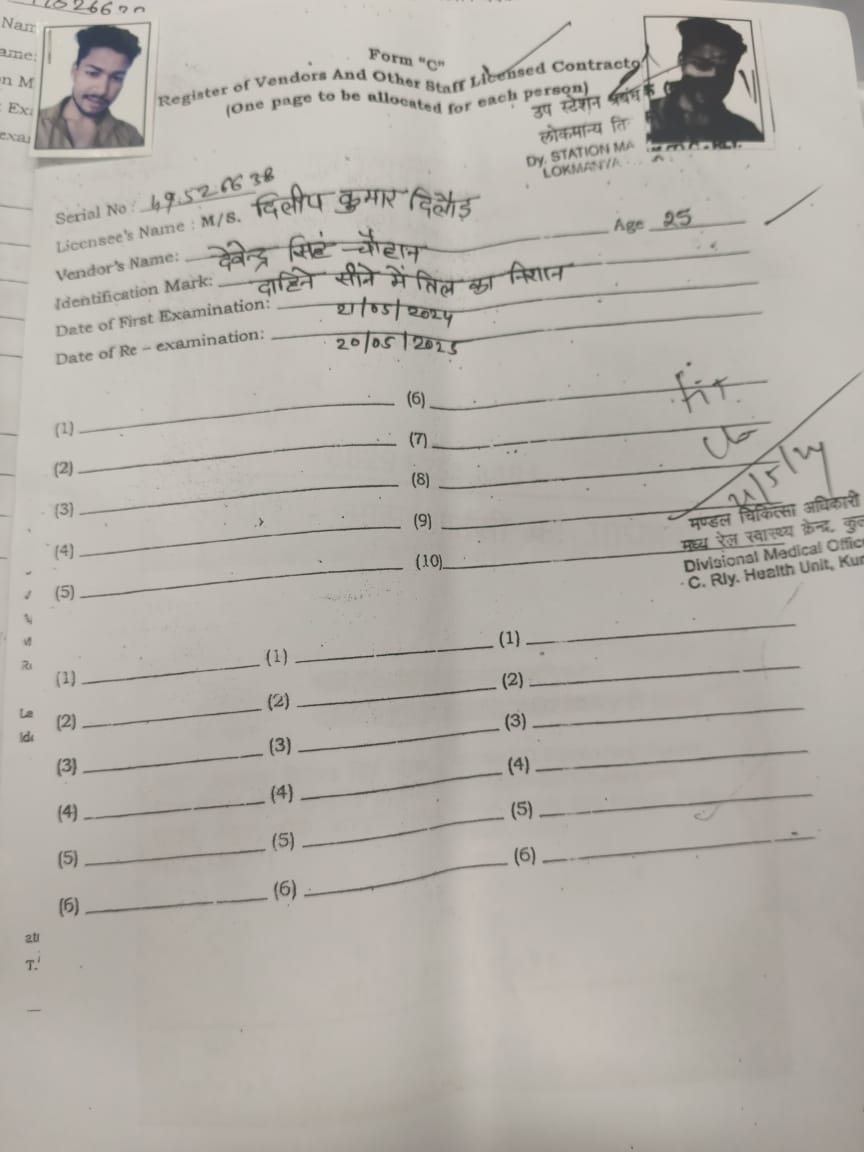 Nam
ame:
n M
Exa
exa
Form "C"
Register of Vendors And Other Staff Licensed Contracto
(One page to be allocated for each person)
उप स्टेशन प्रबंधक
लोकमान्य ति
Dy. STATION MA
LOKMANYA
Serial No :
Licensee's Name : M/S. दिलीप कुमार दिलौड़
Vendor's Name: देवेन्द्र सिंह चौहान Age 25
Identification Mark: दाहिने सीने में तिल का निशान
Date of First Examination: 21/05/2024
Date of Re – examination: 20/05/2025
(1) (6) fit
(2) (7)
(3) (8)
(4) (9) 21/5/24
(5) (10)
मण्डल चिकित्सा अधिकारी
मध्य रेल स्वास्थ्य केन्द्र, कुर्
Divisional Medical Offic
C. Rly. Health Unit, Kur
(1) (1) (1)
(2) (2) (2)
(3) (3) (3)
(4) (4) (4)
(5) (5) (5)
(6) (6) (6)